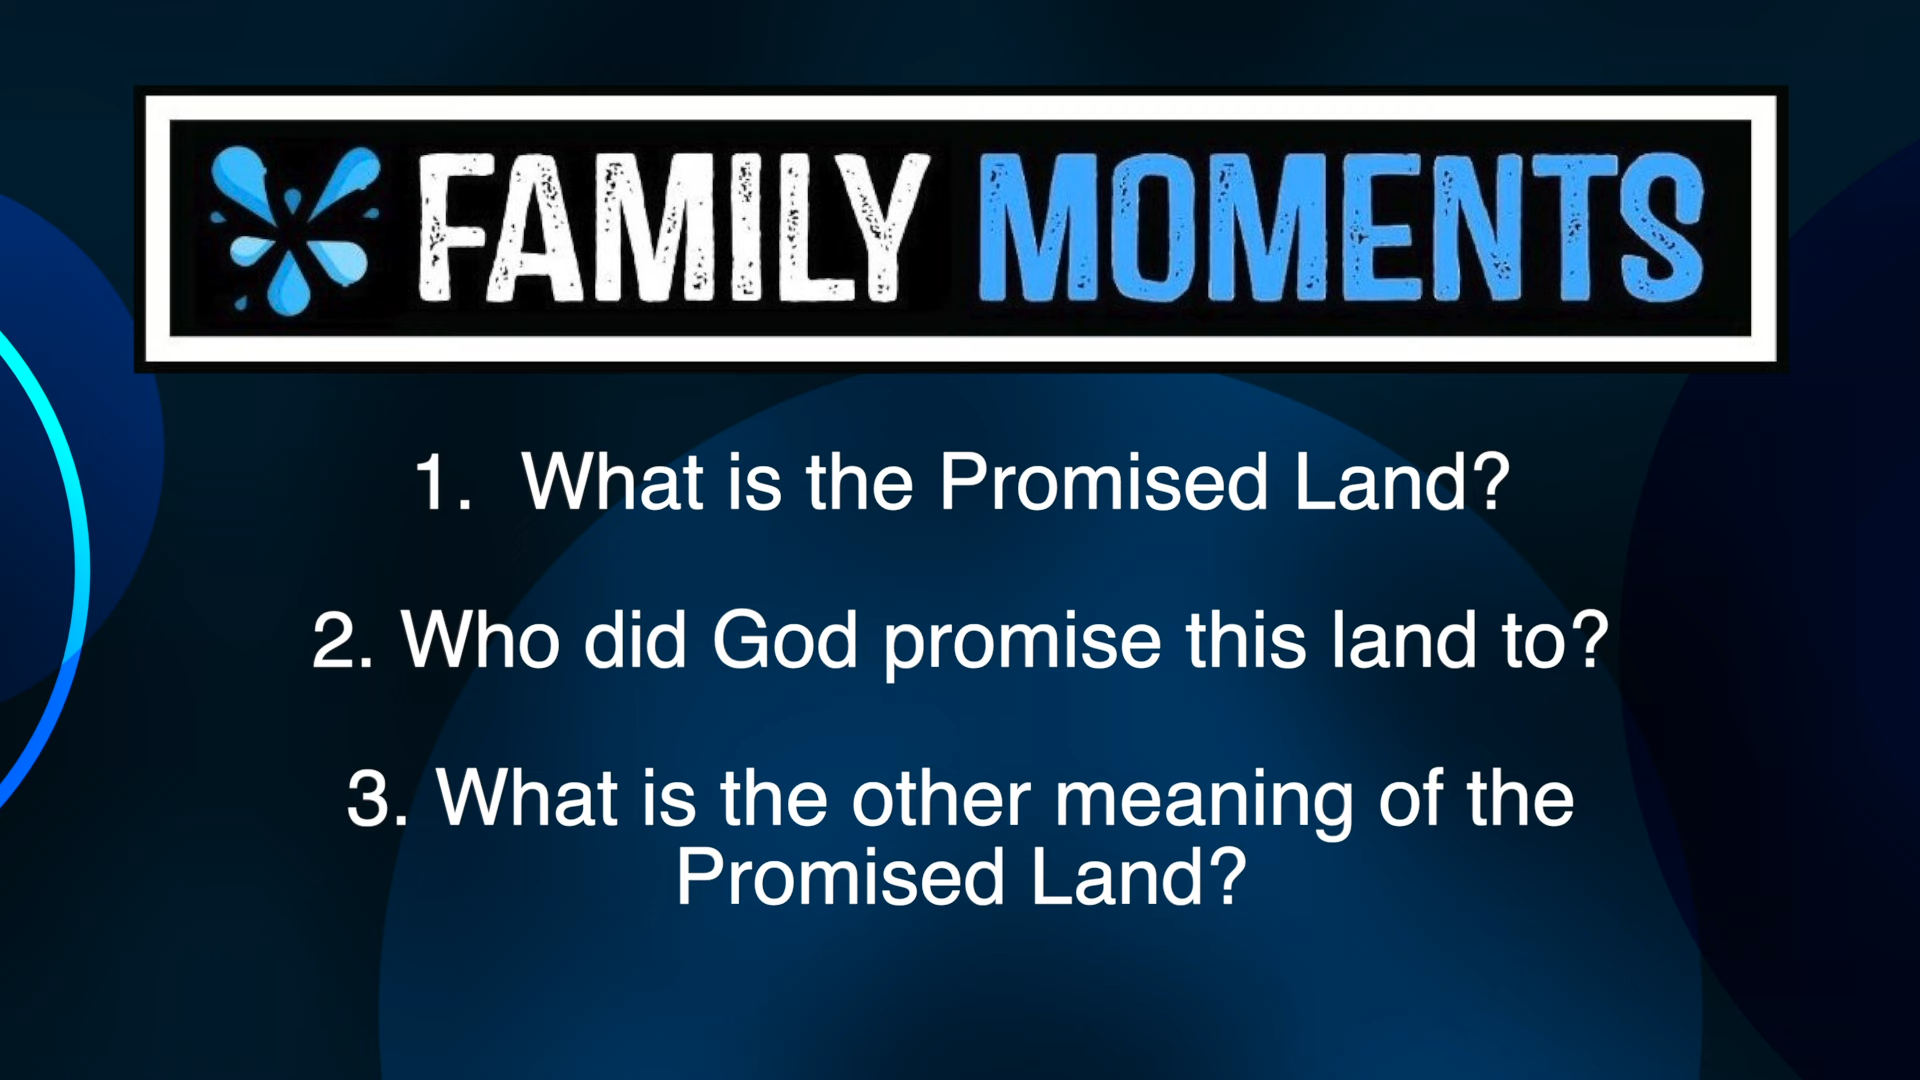 FAMILY MOMENTS
1. What is the Promised Land?
2. Who did God promise this land to?
3. What is the other meaning of the
Promised Land?